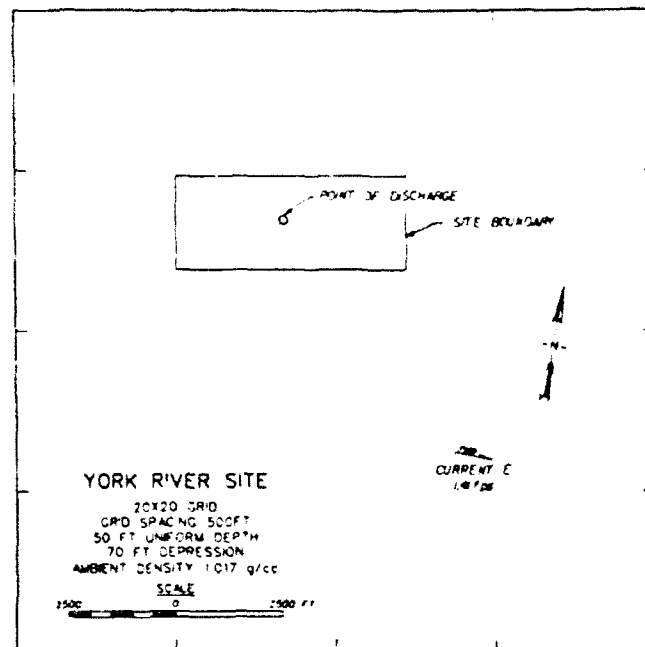 POINT OF DISCHARGE
SITE BOUNDARY
-N-
CURRENT E
YORK RIVER SITE
20X20 GRID
GRID SPACING 500FT
50 FT UNIFORM DEPTH
70 FT DEPRESSION
AMBIENT DENSITY 1.017 g/cc
SCALE
0 2500 FT